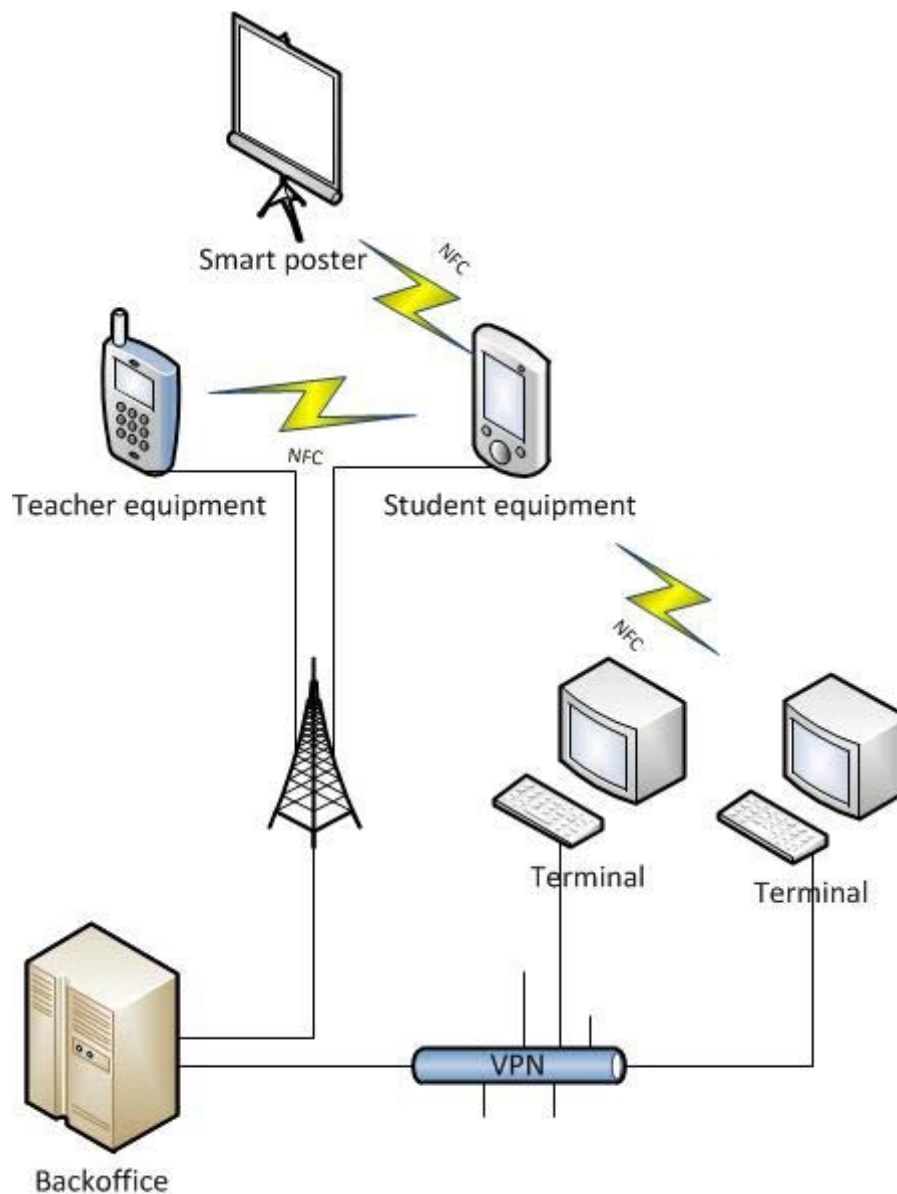 Smart poster
NFC
NFC
Teacher equipment
Student equipment
NFC
Terminal
Terminal
VPN
Backoffice